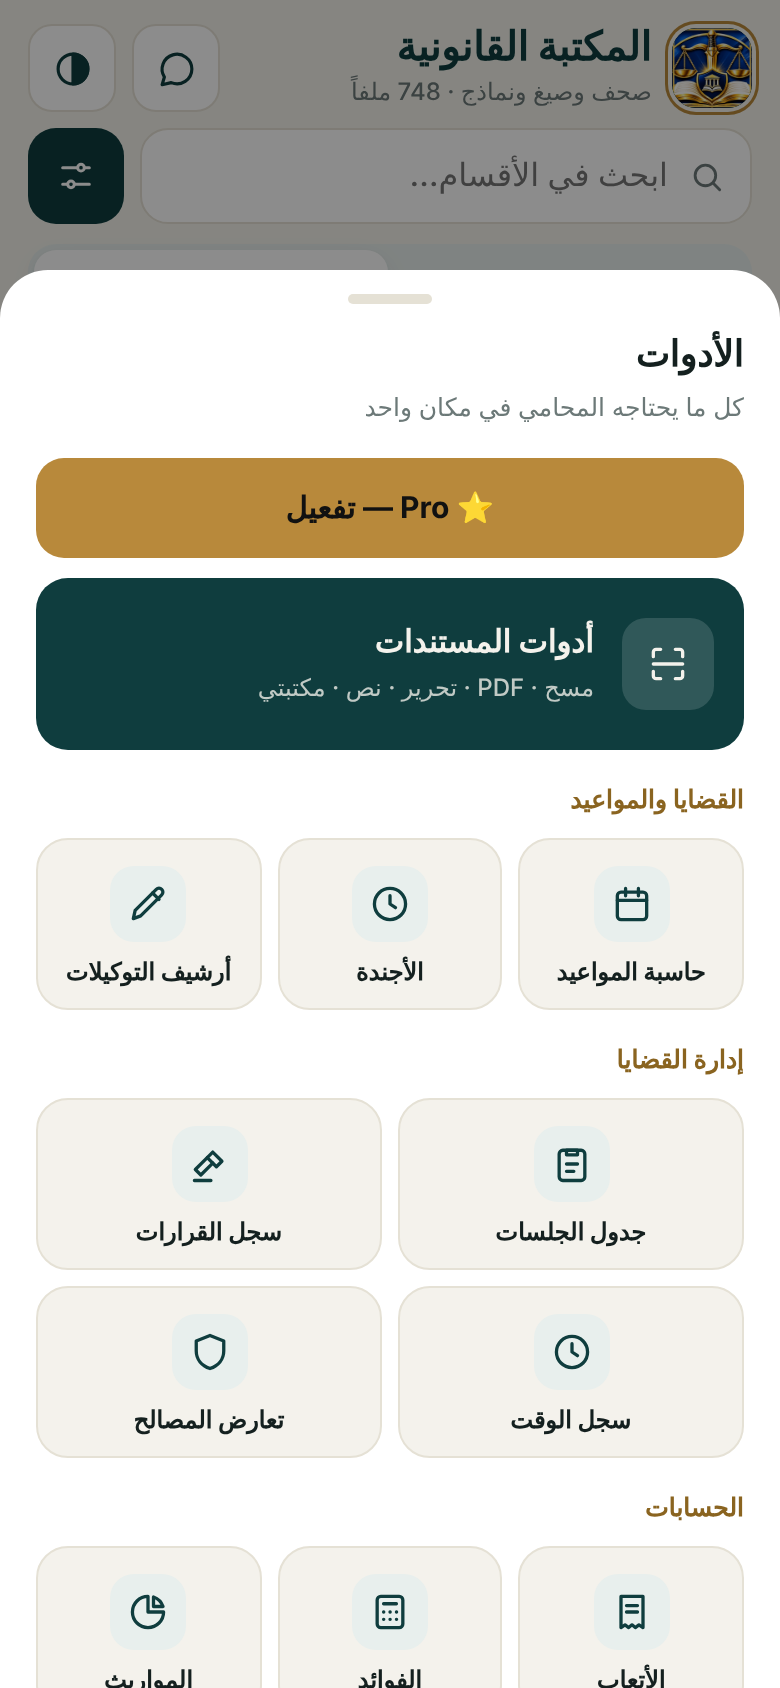 المكتبة القانونية
صحف وصيغ ونماذج · 748 ملفاً
ابحث في الأقسام...
الأدوات
كل ما يحتاجه المحامي في مكان واحد
⭐ Pro — تفعيل
أدوات المستندات
مسح · PDF · تحرير · نص · مكتبتي
القضايا والمواعيد
حاسبة المواعيد
الأجندة
أرشيف التوكيلات
إدارة القضايا
جدول الجلسات
سجل القرارات
سجل الوقت
تعارض المصالح
الحسابات
الأتعاب
الفوائد
المواريث